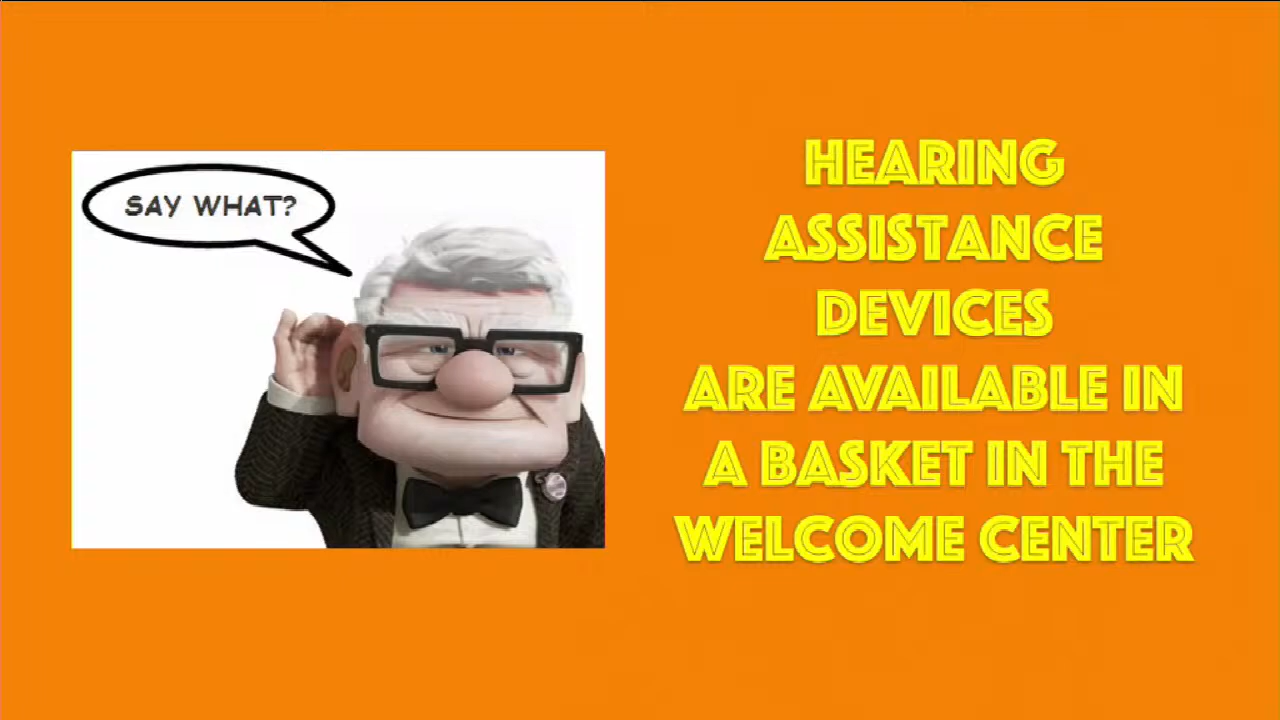 SAY WHAT?
HEARING
ASSISTANCE
DEVICES
ARE AVAILABLE IN
A BASKET IN THE
WELCOME CENTER